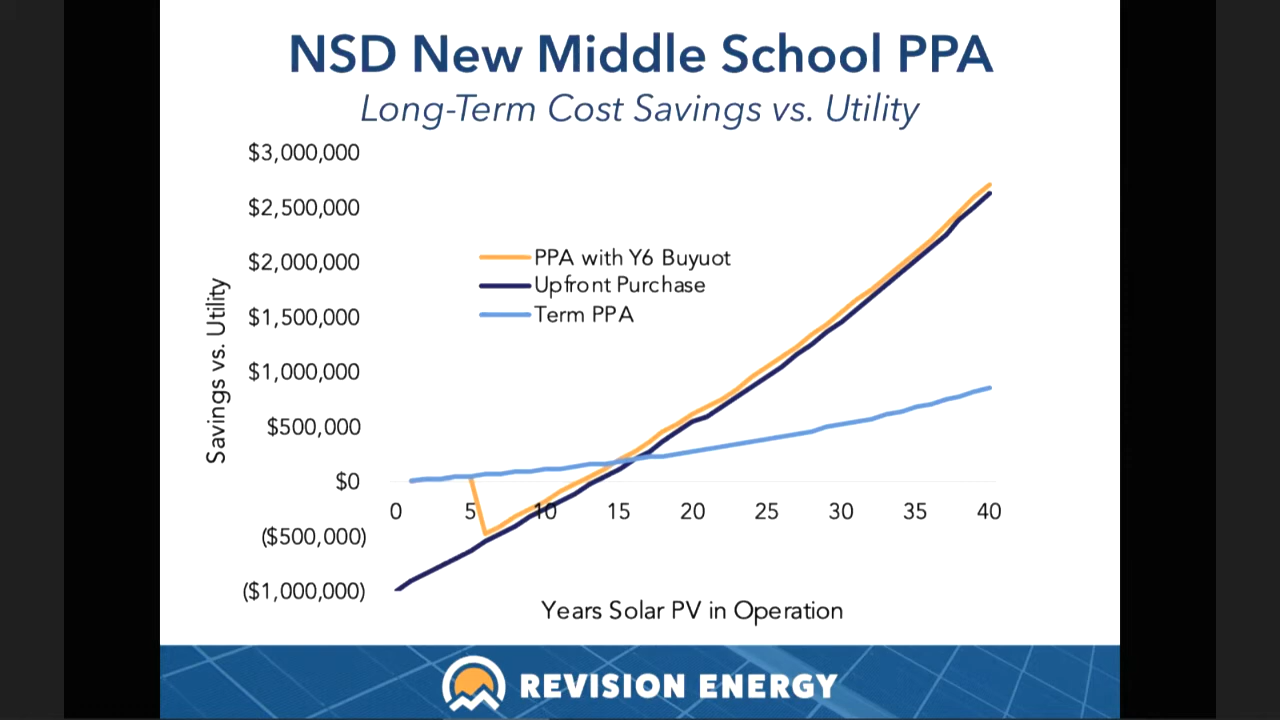 NSD New Middle School PPA
Long-Term Cost Savings vs. Utility
$3,000,000
$2,500,000
$2,000,000
$1,500,000
$1,000,000
$500,000
$0
($500,000)
($1,000,000)
Savings vs. Utility
PPA with Y6 Buyuot
Upfront Purchase
Term PPA
0 5 10 15 20 25 30 35 40
Years Solar PV in Operation
REVISION ENERGY